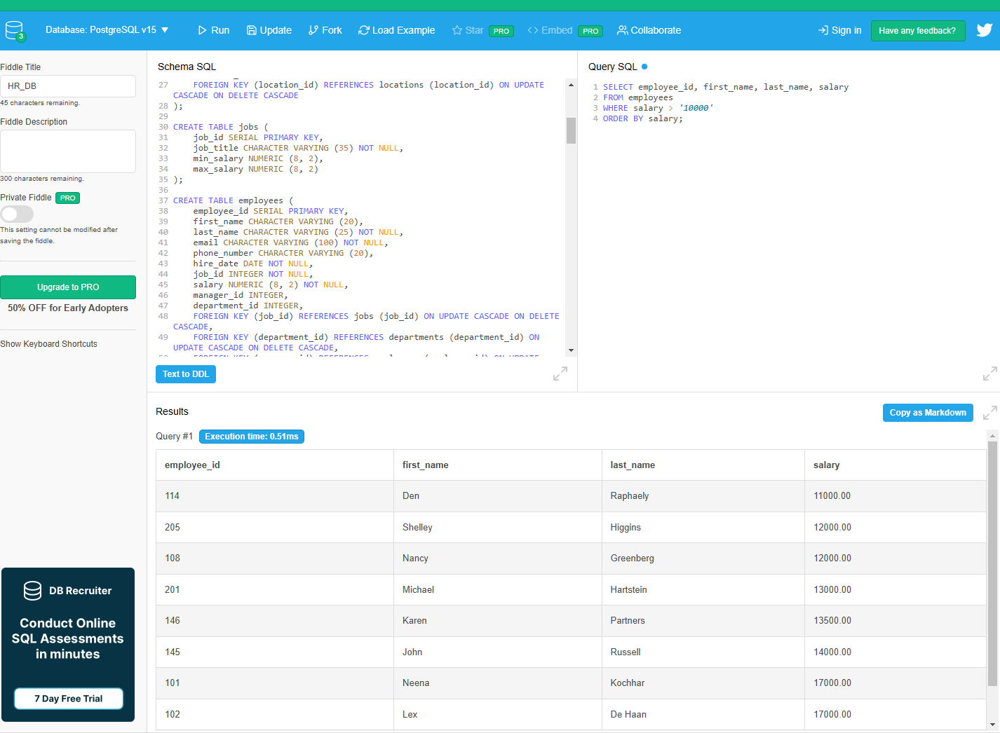 3
Database: PostgreSQL v15 ▼
Run
Update
Fork
Load Example
Star PRO
Embed PRO
Collaborate
Sign in
Have any feedback?
Fiddle Title
HR_DB
45 characters remaining.
Fiddle Description
300 characters remaining.
Private Fiddle PRO
This setting cannot be modified after
saving the fiddle.
Upgrade to PRO
50% OFF for Early Adopters
Show Keyboard Shortcuts
DB Recruiter
Conduct Online
SQL Assessments
in minutes
7 Day Free Trial
Schema SQL
27 FOREIGN KEY (location_id) REFERENCES locations (location_id) ON UPDATE
CASCADE ON DELETE CASCADE
28 );
29
30 CREATE TABLE jobs (
31 job_id SERIAL PRIMARY KEY,
32 job_title CHARACTER VARYING (35) NOT NULL,
33 min_salary NUMERIC (8, 2),
34 max_salary NUMERIC (8, 2)
35 );
36
37 CREATE TABLE employees (
38 employee_id SERIAL PRIMARY KEY,
39 first_name CHARACTER VARYING (20),
40 last_name CHARACTER VARYING (25) NOT NULL,
41 email CHARACTER VARYING (100) NOT NULL,
42 phone_number CHARACTER VARYING (20),
43 hire_date DATE NOT NULL,
44 job_id INTEGER NOT NULL,
45 salary NUMERIC (8, 2) NOT NULL,
46 manager_id INTEGER,
47 department_id INTEGER,
48 FOREIGN KEY (job_id) REFERENCES jobs (job_id) ON UPDATE CASCADE ON DELETE
CASCADE,
49 FOREIGN KEY (department_id) REFERENCES departments (department_id) ON
UPDATE CASCADE ON DELETE CASCADE,
Text to DDL
Query SQL
1 SELECT employee_id, first_name, last_name, salary
2 FROM employees
3 WHERE salary > '10000'
4 ORDER BY salary;
Results
Copy as Markdown
Query #1 Execution time: 0.51ms
employee_id first_name last_name salary
114 Den Raphaely 11000.00
205 Shelley Higgins 12000.00
108 Nancy Greenberg 12000.00
201 Michael Hartstein 13000.00
146 Karen Partners 13500.00
145 John Russell 14000.00
101 Neena Kochhar 17000.00
102 Lex De Haan 17000.00